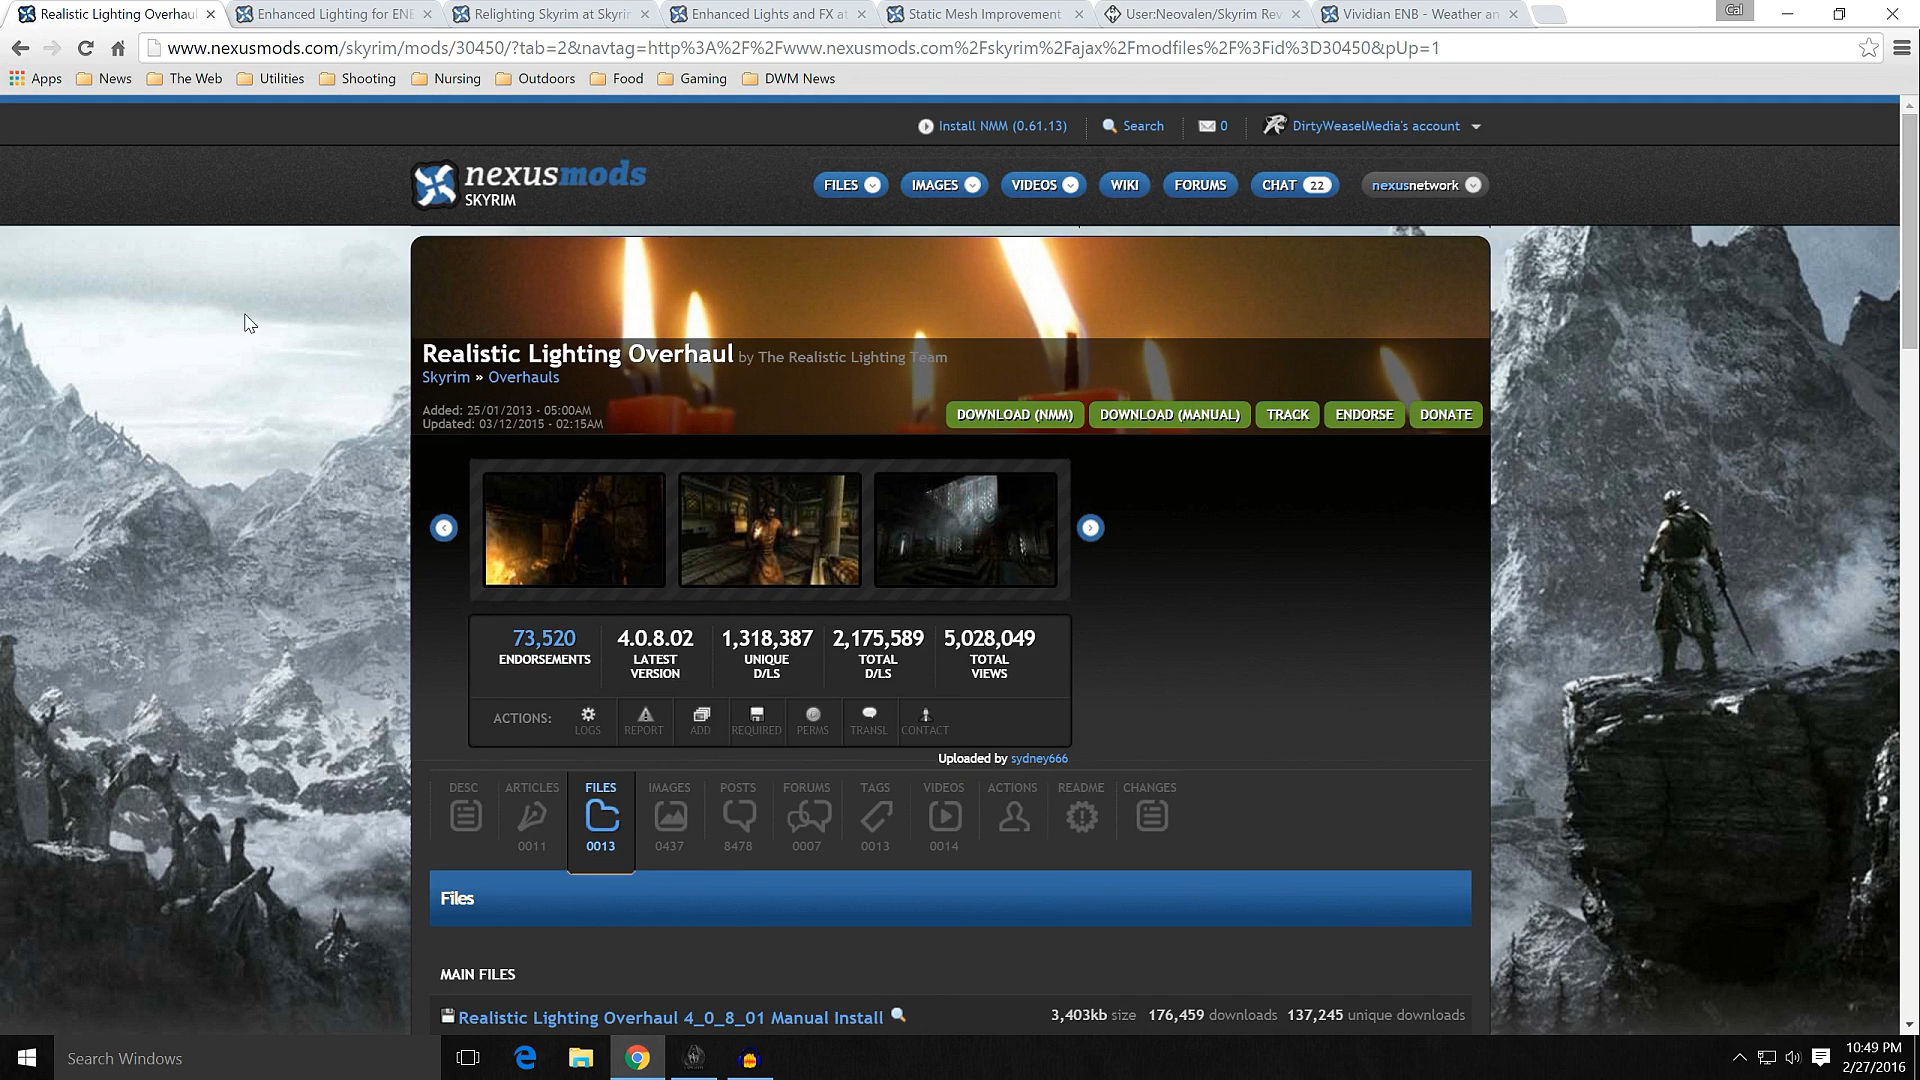 Realistic Lighting Overhaul
Enhanced Lighting for ENB
Relighting Skyrim at Skyrim
Enhanced Lights and FX at
Static Mesh Improvement
User:Neovalen/Skyrim Rev
Vividian ENB - Weather an
Cal
www.nexusmods.com/skyrim/mods/30450/?tab=2&navtag=http%3A%2F%2Fwww.nexusmods.com%2Fskyrim%2Fajax%2Fmodfiles%2F%3Fid%3D30450&pUp=1
Apps
News
The Web
Utilities
Shooting
Nursing
Outdoors
Food
Gaming
DWM News
Install NMM (0.61.13)
Search
0
DirtyWeaselMedia's account
nexusmods
SKYRIM
FILES
IMAGES
VIDEOS
WIKI
FORUMS
CHAT 22
nexusnetwork
Realistic Lighting Overhaul by The Realistic Lighting Team
Skyrim » Overhauls
Added: 25/01/2013 - 05:00AM
Updated: 03/12/2015 - 02:15AM
DOWNLOAD (NMM)
DOWNLOAD (MANUAL)
TRACK
ENDORSE
DONATE
73,520
ENDORSEMENTS
4.0.8.02
LATEST
VERSION
1,318,387
UNIQUE
D/LS
2,175,589
TOTAL
D/LS
5,028,049
TOTAL
VIEWS
ACTIONS:
LOGS
REPORT
ADD
REQUIRED
PERMS
TRANSL
CONTACT
Uploaded by sydney666
DESC
ARTICLES
0011
FILES
0013
IMAGES
0437
POSTS
8478
FORUMS
0007
TAGS
0013
VIDEOS
0014
ACTIONS
README
CHANGES
Files
MAIN FILES
Realistic Lighting Overhaul 4_0_8_01 Manual Install
3,403kb size 176,459 downloads 137,245 unique downloads
Search Windows
10:49 PM
2/27/2016